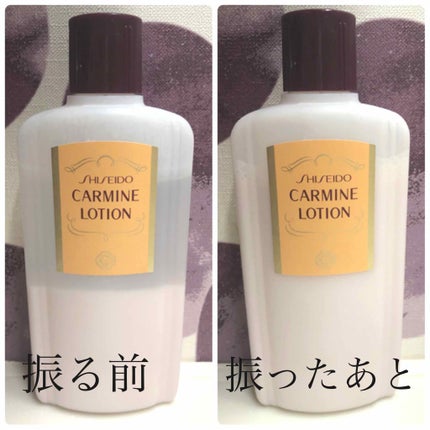 SHISEIDO
CARMINE
LOTION
振る前
SHISEIDO
CARMINE
LOTION
振ったあと